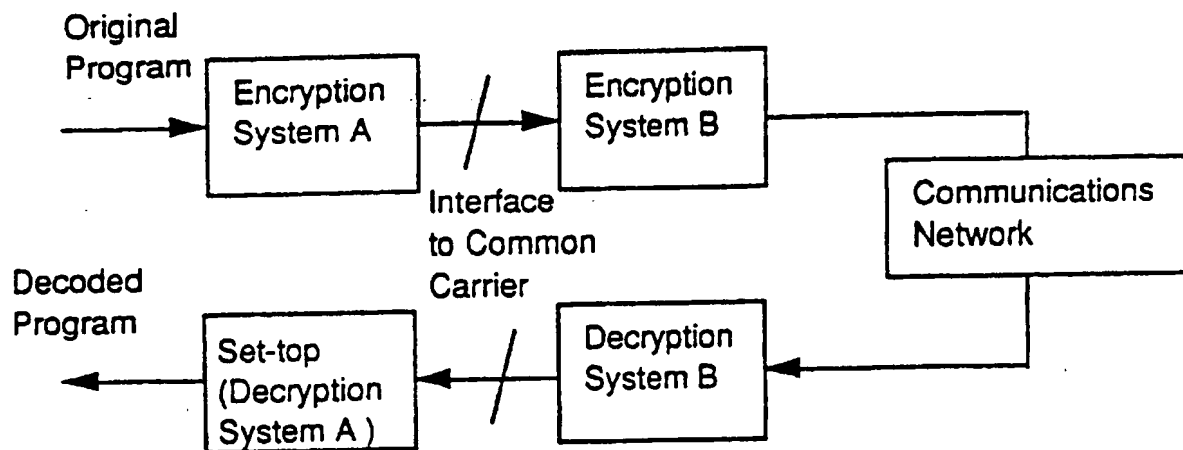 Original
Program
Encryption
System A
Encryption
System B
Interface
to Common
Carrier
Communications
Network
Decoded
Program
Set-top
(Decryption
System A )
Decryption
System B